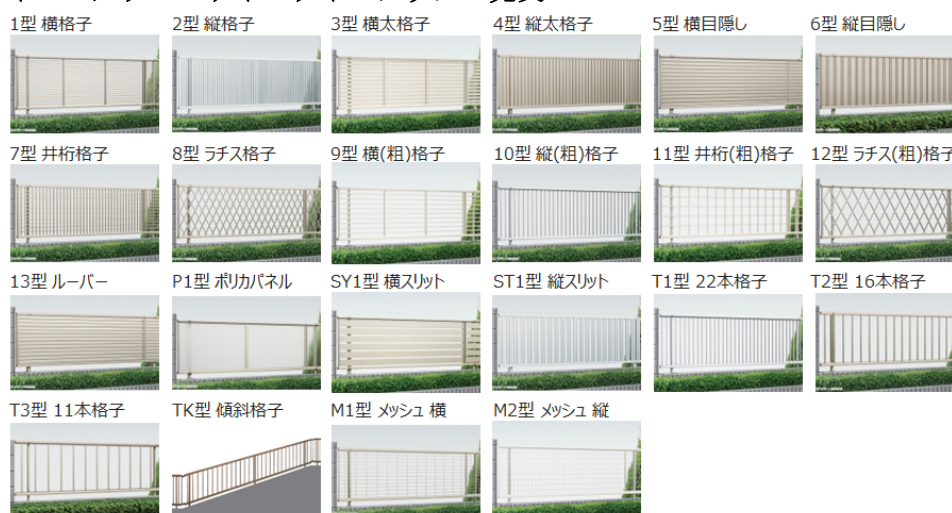 1型 横格子 2型 縦格子 3型 横太格子 4型 縦太格子 5型 横目隠し 6型 縦目隠し
7型 井桁格子 8型 ラチス格子 9型 横(粗)格子 10型 縦(粗)格子 11型 井桁(粗)格子 12型 ラチス(粗)格子
13型 ルーバー P1型 ポリカパネル SY1型 横スリット ST1型 縦スリット T1型 22本格子 T2型 16本格子
T3型 11本格子 TK型 傾斜格子 M1型 メッシュ 横 M2型 メッシュ 縦